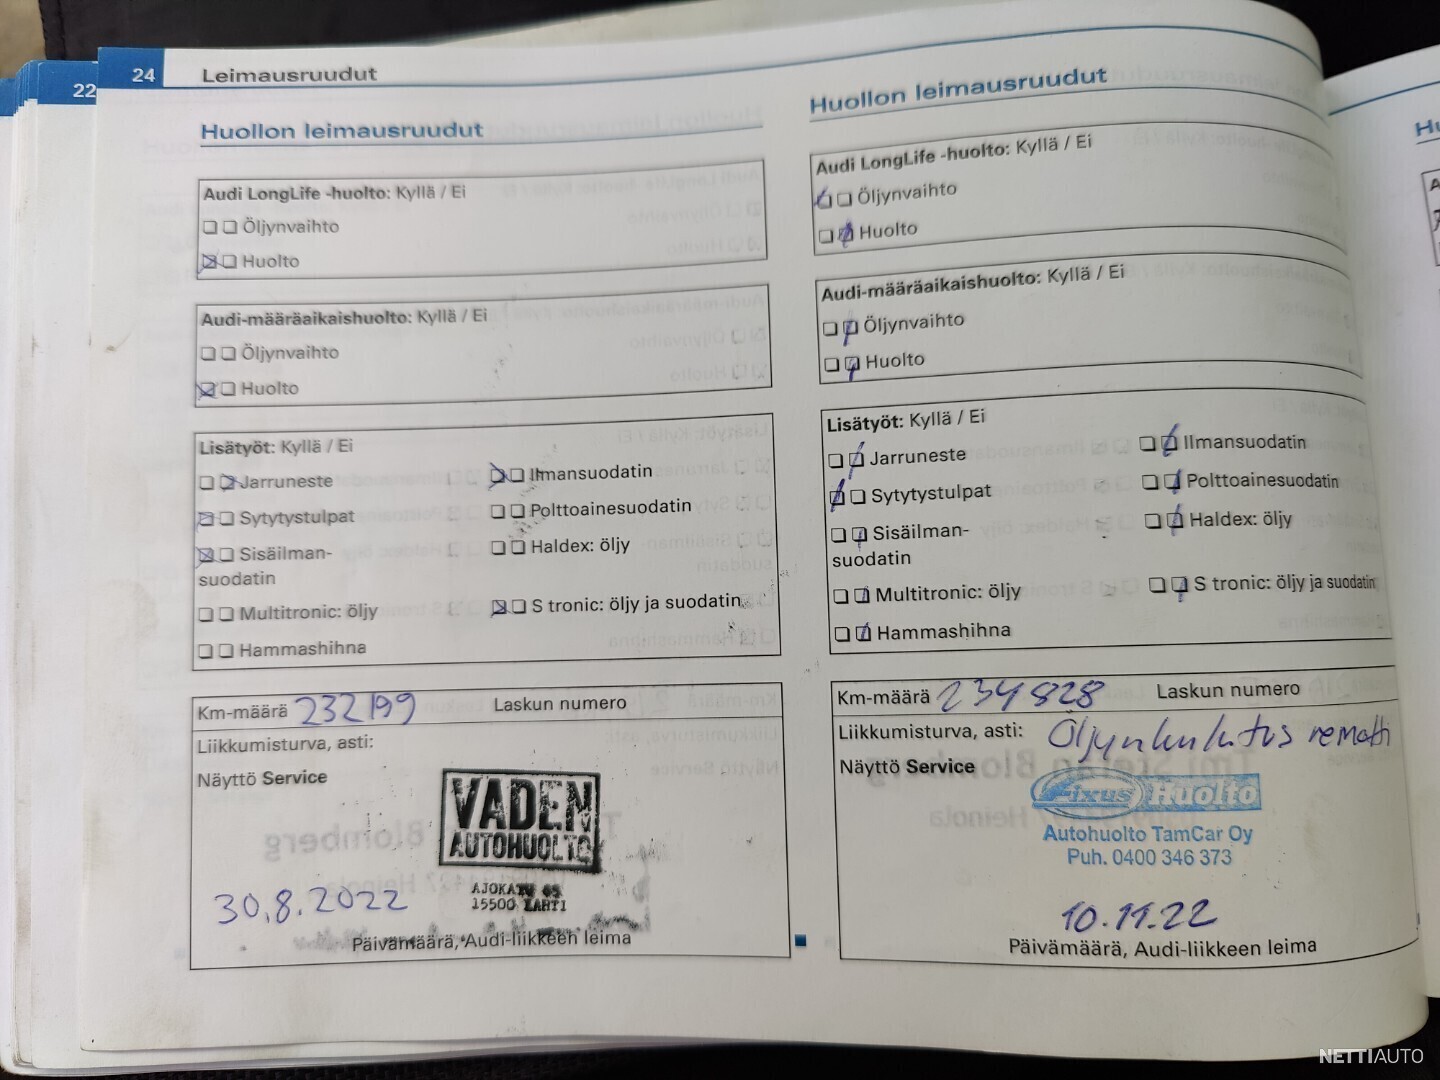 22
24
Leimausruudut
Huollon leimausruudut
Audi LongLife -huolto: Kyllä / Ei
Öljynvaihto
Huolto
Audi-määräaikaishuolto: Kyllä / Ei
Öljynvaihto
Huolto
Lisätyöt: Kyllä / Ei
Jarruneste
Ilmansuodatin
Sytytystulpat
Polttoainesuodatin
Sisäilman-
suodatin
Haldex: öljy
Multitronic: öljy
S tronic: öljy ja suodatin
Hammashihna
Km-määrä 232199
Laskun numero
Liikkumisturva, asti:
Näyttö Service
VADEN
AUTOHUOLTO
AJOKATU
15500 LAHTI
30.8.2022
Päivämäärä, Audi-liikkeen leima
Huollon leimausruudut
Audi LongLife -huolto: Kyllä / Ei
Öljynvaihto
Huolto
Audi-määräaikaishuolto: Kyllä / Ei
Öljynvaihto
Huolto
Lisätyöt: Kyllä / Ei
Jarruneste
Ilmansuodatin
Sytytystulpat
Polttoainesuodatin
Sisäilman-
suodatin
Haldex: öljy
Multitronic: öljy
S tronic: öljy ja suodatin
Hammashihna
Km-määrä 234828
Laskun numero
Liikkumisturva, asti: Öljynkulutus remontti
Näyttö Service
Fixus Huolto
Autohuolto TamCar Oy
Puh. 0400 346 373
10.11.22
Päivämäärä, Audi-liikkeen leima
NETTIAUTO